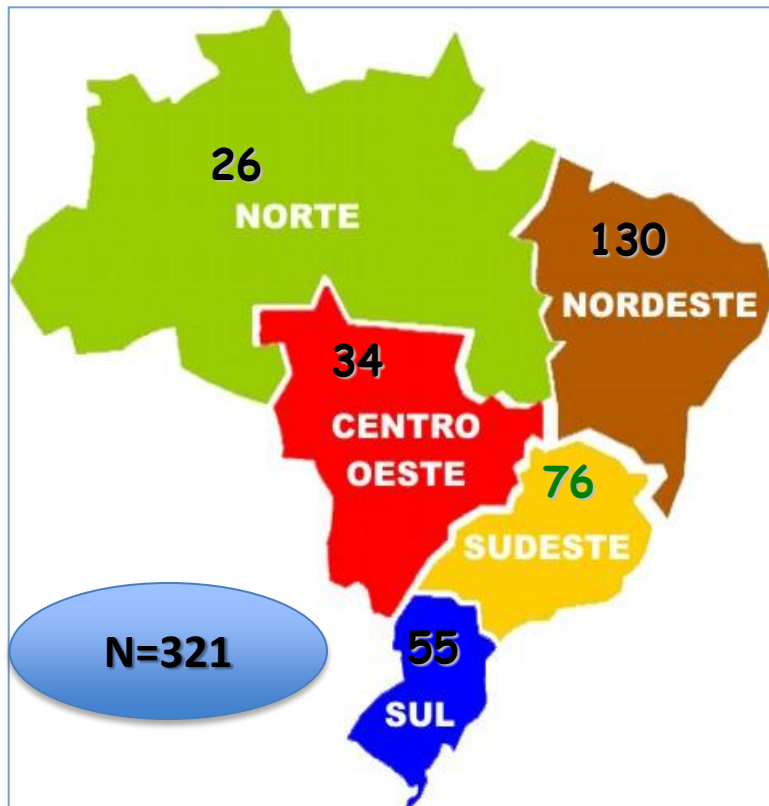 26
NORTE
130
NORDESTE
34
CENTRO
OESTE
76
SUDESTE
N=321
55
SUL